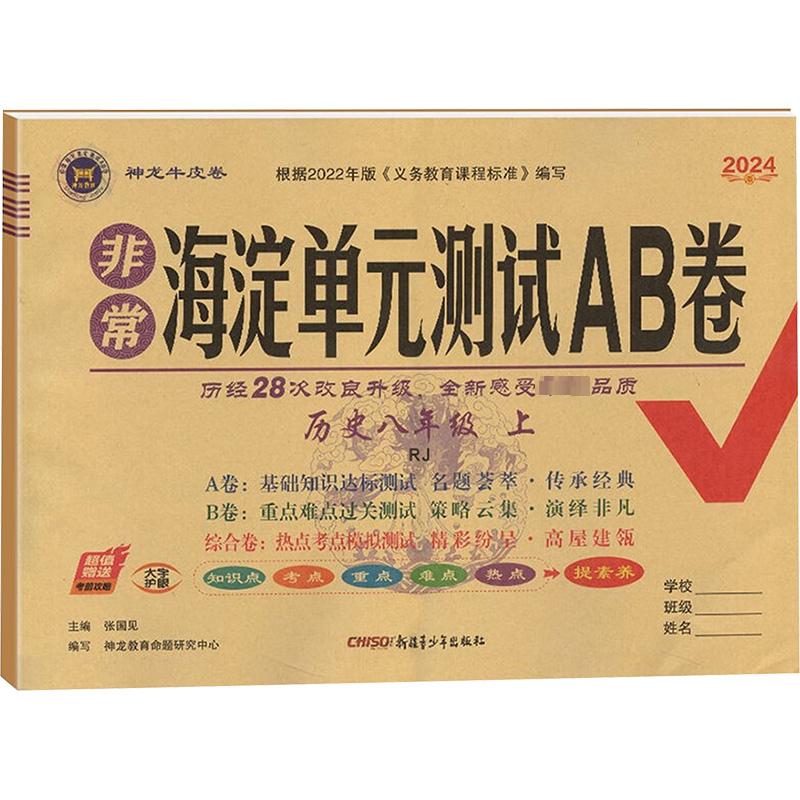 神龙牛皮卷
根据2022年版《义务教育课程标准》编写
2024
非常
海淀单元测试AB卷
历经28次改良升级,全新感受 品质
历史八年级 上
RJ
A卷:基础知识达标测试 名题荟萃·传承经典
B卷:重点难点过关测试 策略云集·演绎非凡
综合卷:热点考点模拟测试 精彩纷呈·高屋建瓴
超值
赠送
考前攻略
大字
护眼
知识点 考点 重点 难点 热点 提素养
学校
班级
姓名
主编 张国见
编写 神龙教育命题研究中心
CHISO 新疆青少年出版社